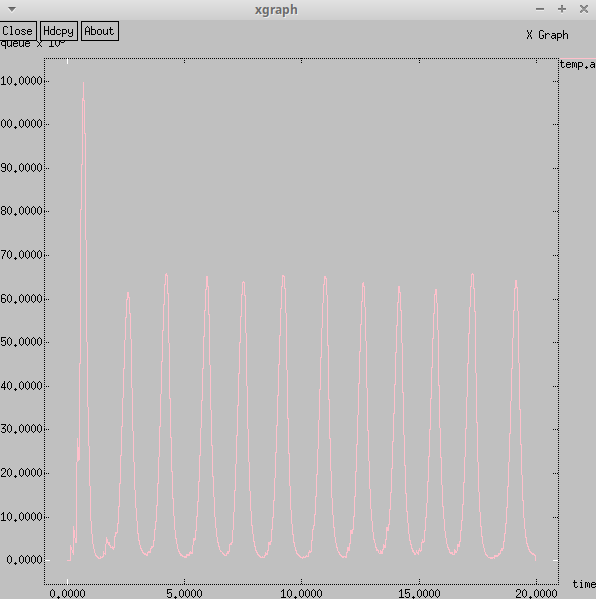 xgraph
Close Hdcpy About
X Graph
queue x 10
temp.a
10.0000
00.0000
90.0000
80.0000
70.0000
60.0000
50.0000
40.0000
30.0000
20.0000
10.0000
0.0000
time
0.0000 5.0000 10.0000 15.0000 20.0000